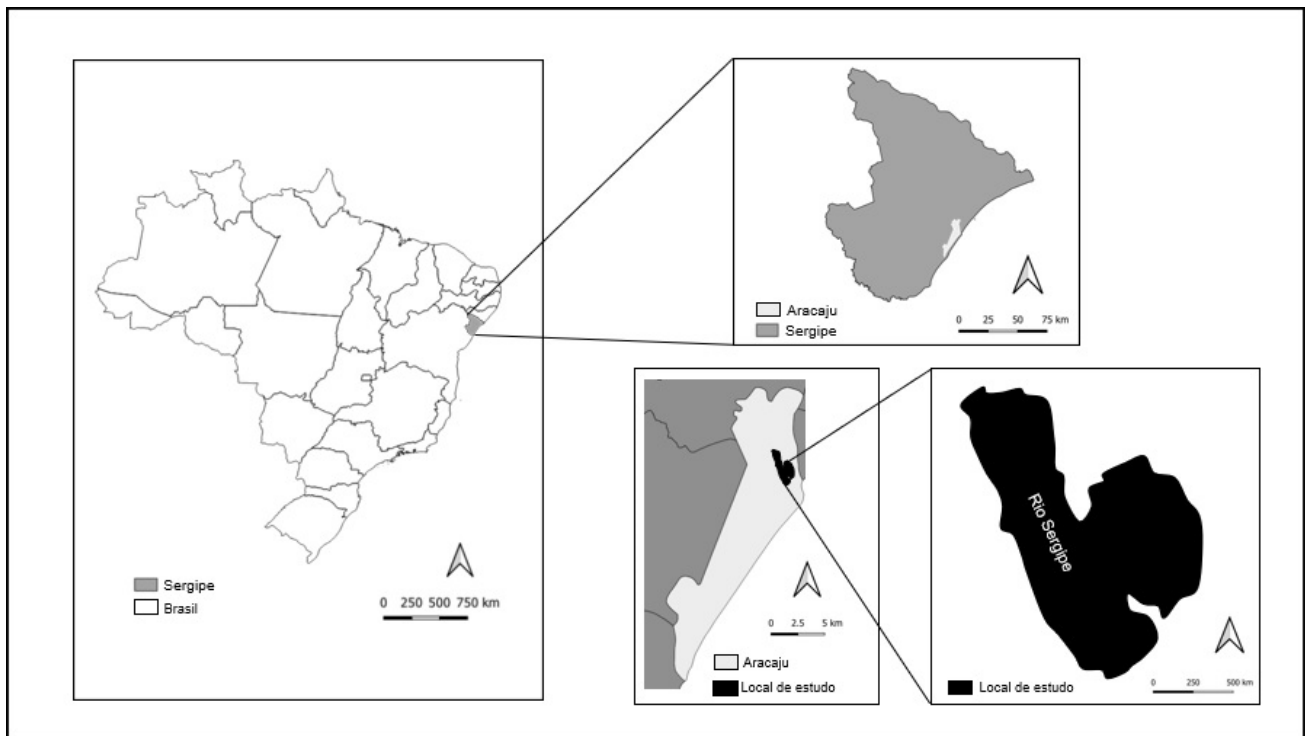 Sergipe
Brasil
0 250 500 750 km
Aracaju
Sergipe
0 25 50 75 km
Aracaju
Local de estudo
0 2.5 5 km
Rio Sergipe
Local de estudo
0 250 500 km